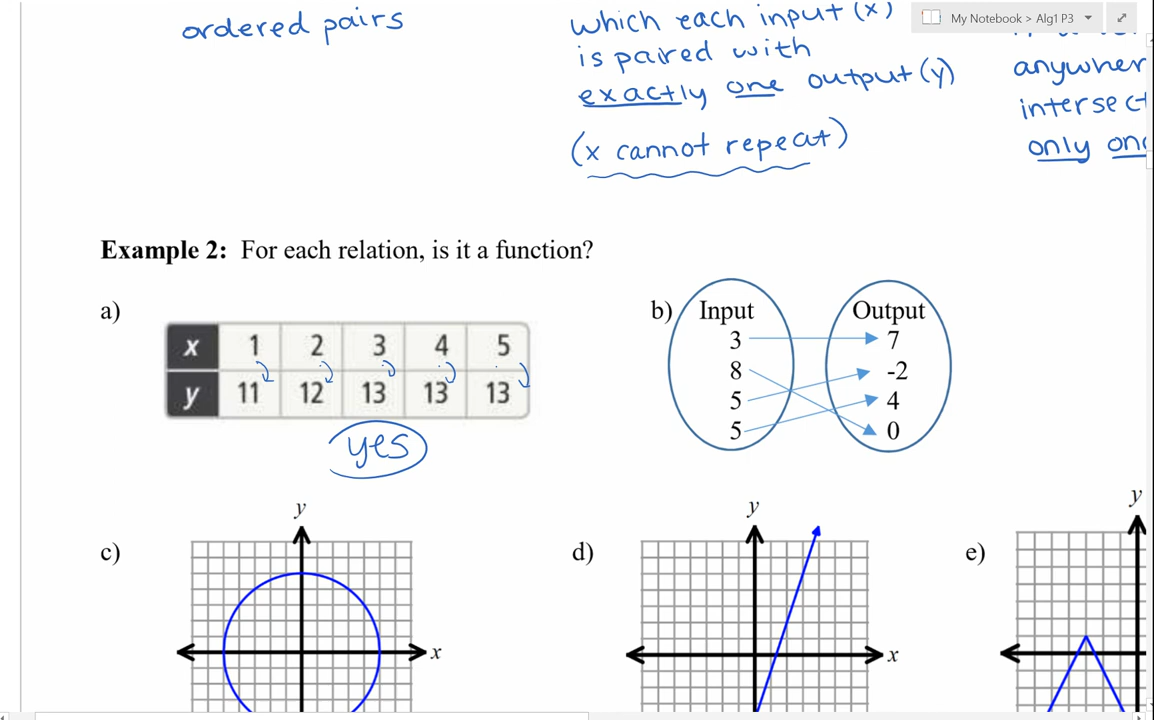 ordered pairs
which each input (x)
is paired with
exactly one output (y)
(x cannot repeat)
My Notebook > Alg1 P3
anywher
intersect
only one
Example 2: For each relation, is it a function?
a)
x 1 2 3 4 5
y 11 12 13 13 13
yes
b)
Input Output
3 7
8 -2
5 4
5 0
c)
y
x
d)
y
x
e)
y